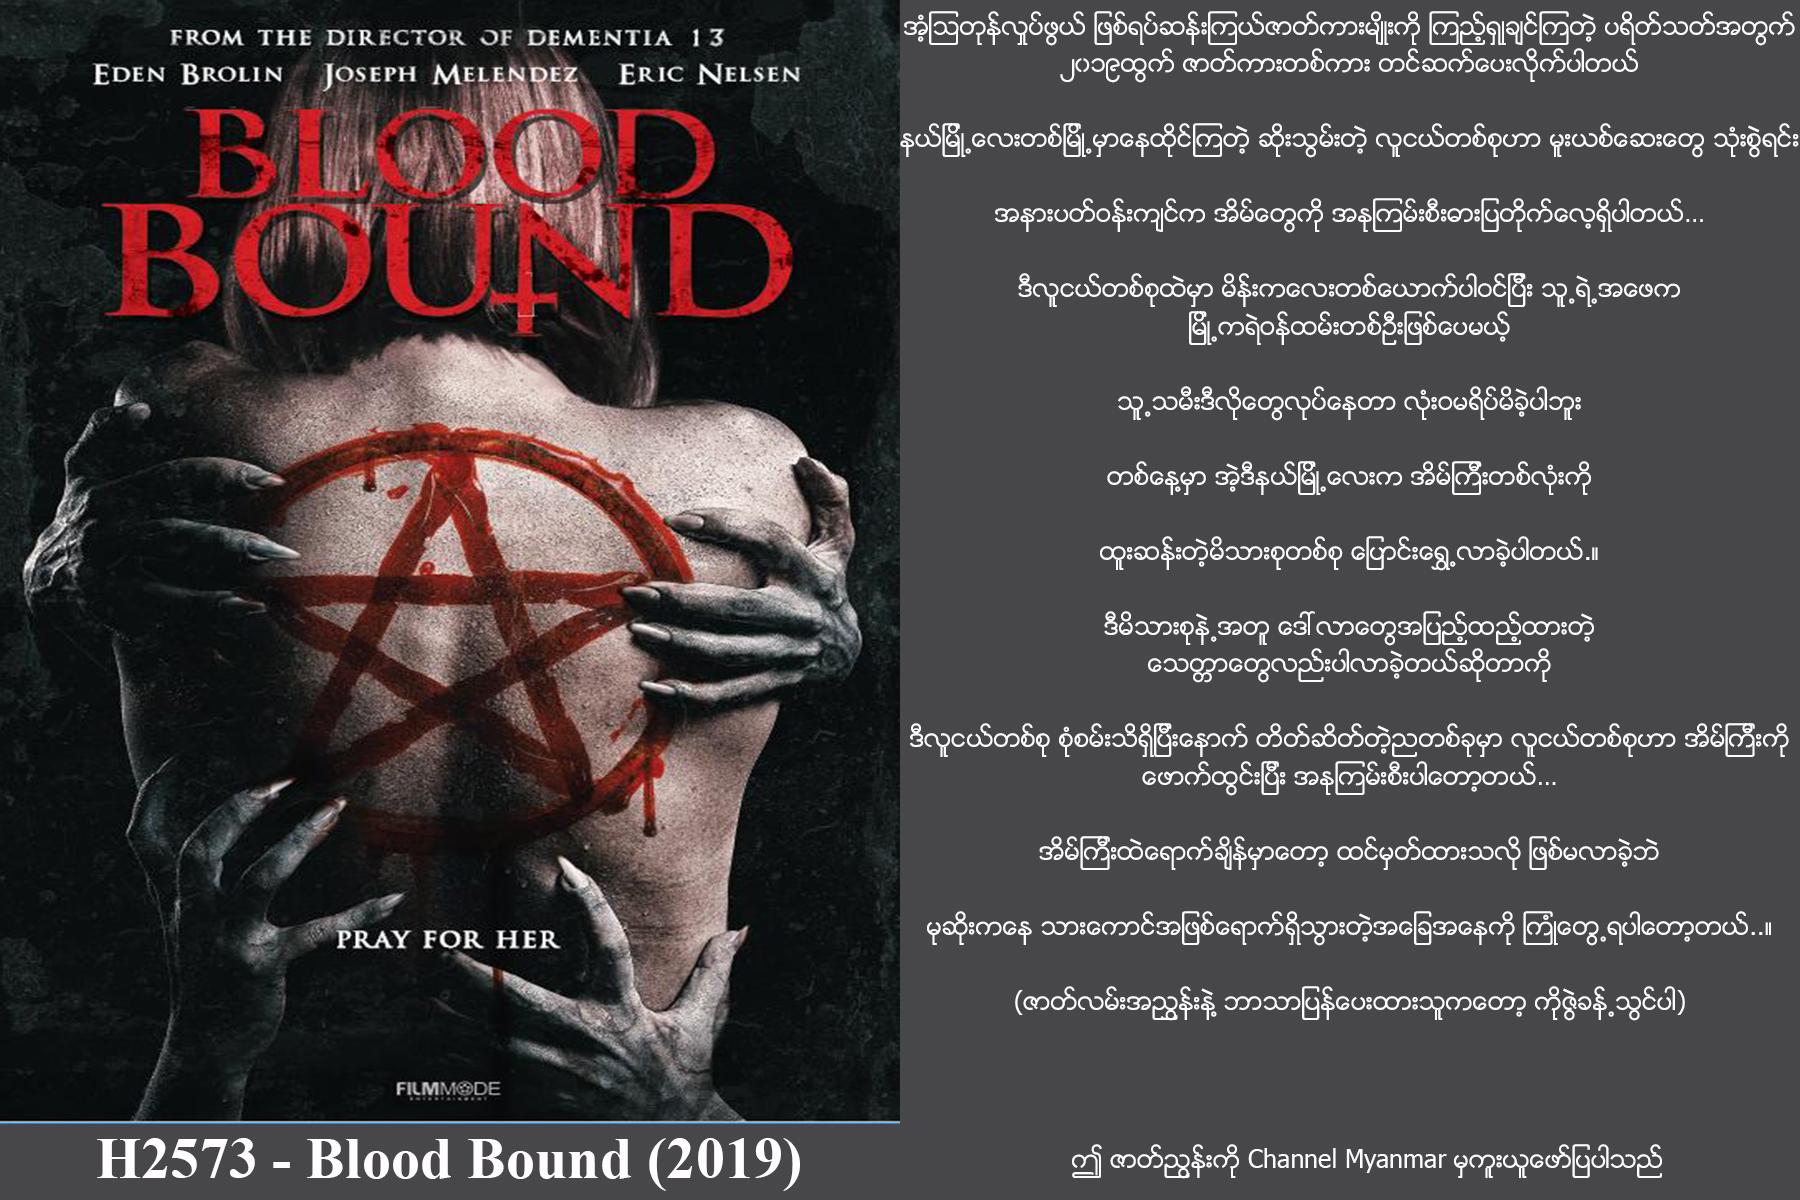 FROM THE DIRECTOR OF DEMENTIA 13
EDEN BROLIN JOSEPH MELENDEZ ERIC NELSEN
BLOOD
BOUND
PRAY FOR HER
FILMMODE
ENTERTAINMENT
H2573 - Blood Bound (2019)
အံ့ဩတုန်လှုပ်ဖွယ် ဖြစ်ရပ်ဆန်းကြယ်ဇာတ်ကားမျိုးကို ကြည့်ရှုချင်ကြတဲ့ ပရိတ်သတ်အတွက်
၂၀၁၉ထွက် ဇာတ်ကားတစ်ကား တင်ဆက်ပေးလိုက်ပါတယ်
နယ်မြို့လေးတစ်မြို့မှာနေထိုင်ကြတဲ့ ဆိုးသွမ်းတဲ့ လူငယ်တစ်စုဟာ မူးယစ်ဆေးတွေ သုံးစွဲရင်း
အနားပတ်ဝန်းကျင်က အိမ်တွေကို အနုကြမ်းစီးဓားပြတိုက်လေ့ရှိပါတယ်...
ဒီလူငယ်တစ်စုထဲမှာ မိန်းကလေးတစ်ယောက်ပါဝင်ပြီး သူ့ရဲ့အဖေက
မြို့ကရဲဝန်ထမ်းတစ်ဦးဖြစ်ပေမယ့်
သူ့သမီးဒီလိုတွေလုပ်နေတာ လုံးဝမရိပ်မိခဲ့ပါဘူး
တစ်နေ့မှာ အဲ့ဒီနယ်မြို့လေးက အိမ်ကြီးတစ်လုံးကို
ထူးဆန်းတဲ့မိသားစုတစ်စု ပြောင်းရွှေ့လာခဲ့ပါတယ်.။
ဒီမိသားစုနဲ့အတူ ဒေါ်လာတွေအပြည့်ထည့်ထားတဲ့
သေတ္တာတွေလည်းပါလာခဲ့တယ်ဆိုတာကို
ဒီလူငယ်တစ်စု စုံစမ်းသိရှိပြီးနောက် တိတ်ဆိတ်တဲ့ညတစ်ခုမှာ လူငယ်တစ်စုဟာ အိမ်ကြီးကို
ဖောက်ထွင်းပြီး အနုကြမ်းစီးပါတော့တယ်...
အိမ်ကြီးထဲရောက်ချိန်မှာတော့ ထင်မှတ်ထားသလို ဖြစ်မလာခဲ့ဘဲ
မုဆိုးကနေ သားကောင်အဖြစ်ရောက်ရှိသွားတဲ့အခြေအနေကို ကြုံတွေ့ရပါတော့တယ်..။
(ဇာတ်လမ်းအညွှန်းနဲ့ ဘာသာပြန်ပေးထားသူကတော့ ကိုဇွဲခန့်သွင်ပါ)
ဤ ဇာတ်ညွှန်းကို Channel Myanmar မှကူးယူဖော်ပြပါသည်